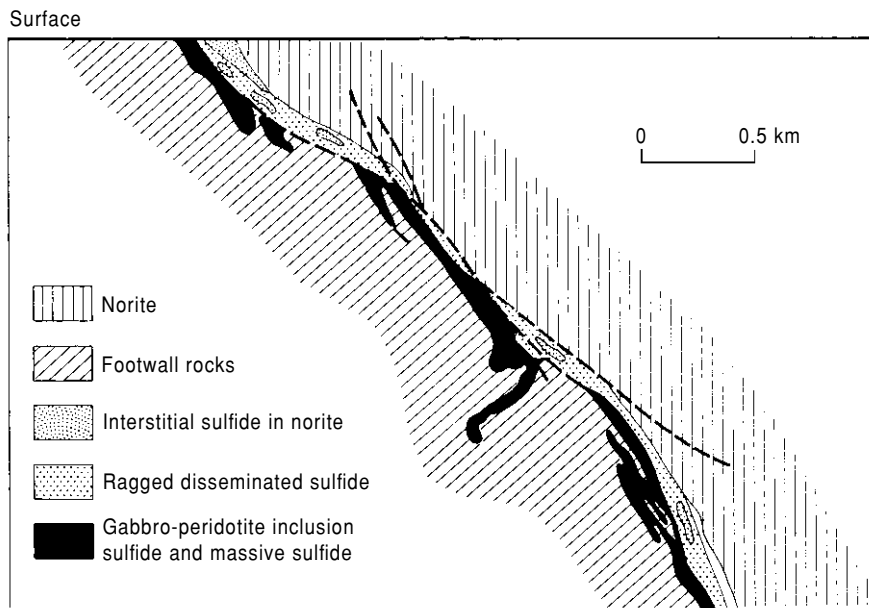 Surface
0 0.5 km
Norite
Footwall rocks
Interstitial sulfide in norite
Ragged disseminated sulfide
Gabbro-peridotite inclusion
sulfide and massive sulfide